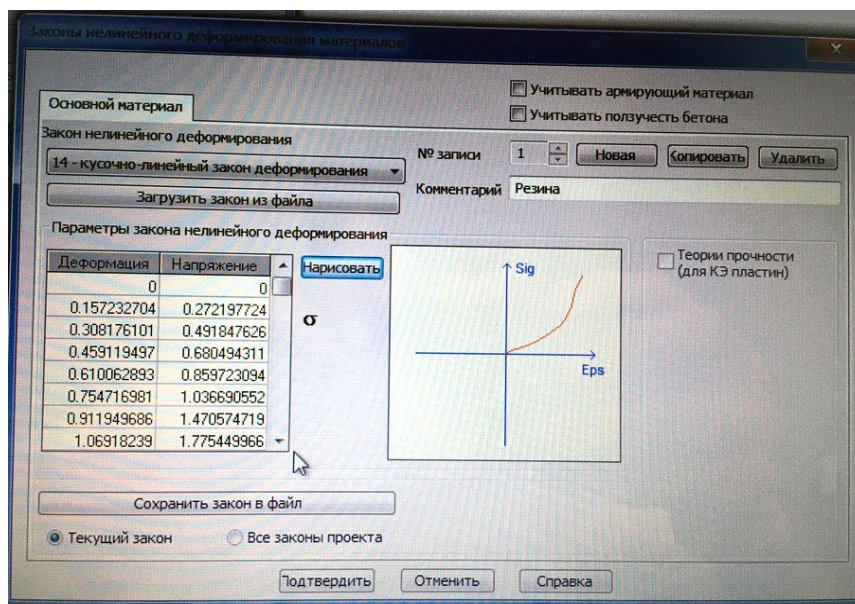 Законы нелинейного деформирования материалов
Учитывать армирующий материал
Основной материал
Учитывать ползучесть бетона
Закон нелинейного деформирования
14 - кусочно-линейный закон деформирования
№ записи 1 Новая Копировать Удалить
Загрузить закон из файла
Комментарий Резина
Параметры закона нелинейного деформирования
Деформация Напряжение
0 0
0.157232704 0.272197724
0.308176101 0.491847626
0.459119497 0.680494311
0.610062893 0.859723094
0.754716981 1.036690552
0.911949686 1.470574719
1.06918239 1.775449966
Нарисовать
σ
Sig
Eps
Теории прочности
(для КЭ пластин)
Сохранить закон в файл
Текущий закон Все законы проекта
Подтвердить Отменить Справка